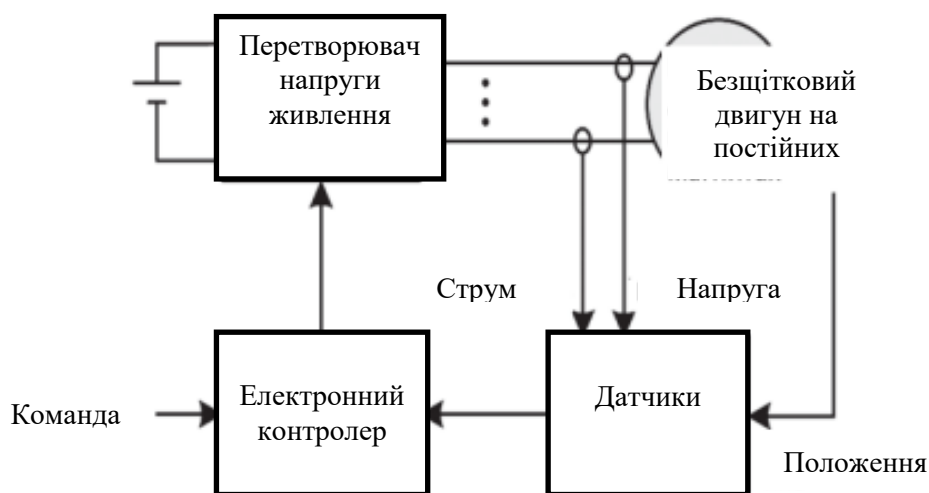 Перетворювач
напруги
живлення
Безщітковий
двигун на
постійних
Струм
Напруга
Команда
Електронний
контролер
Датчики
Положення